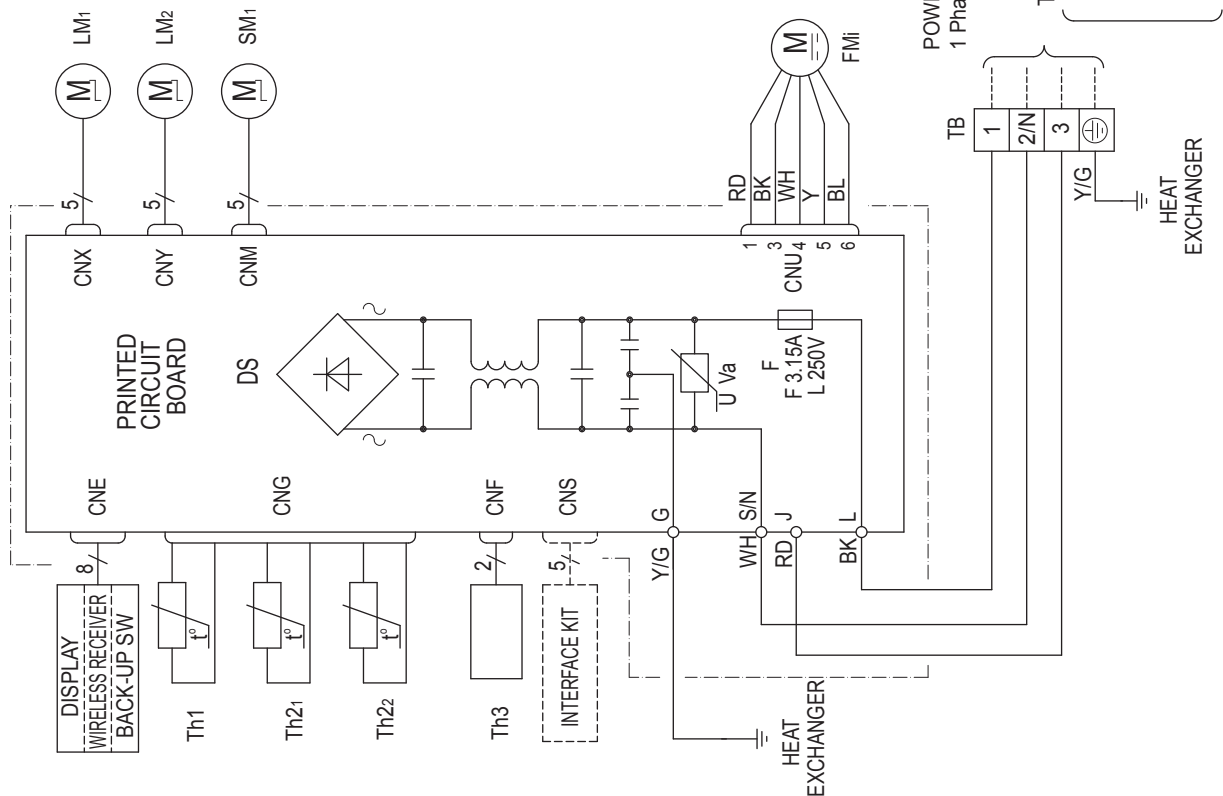 LM1
LM2
SM1
M
M
M
5
5
5
CNX
CNY
CNM
PRINTED
CIRCUIT
BOARD
DS
CNE
CNG
CNF
CNS
8
2
5
DISPLAY
WIRELESS RECEIVER
BACK-UP SW
Th1
t°
Th21
t°
Th22
t°
Th3
INTERFACE KIT
M
FMi
RD
BK
WH
Y
BL
1
3
4
5
6
CNU
F
F 3.15A
L 250V
U Va
G
S/N
J
L
Y/G
WH
RD
BK
HEAT
EXCHANGER
POWE
1 Pha
T
TB
1
2/N
3
Y/G
HEAT
EXCHANGER